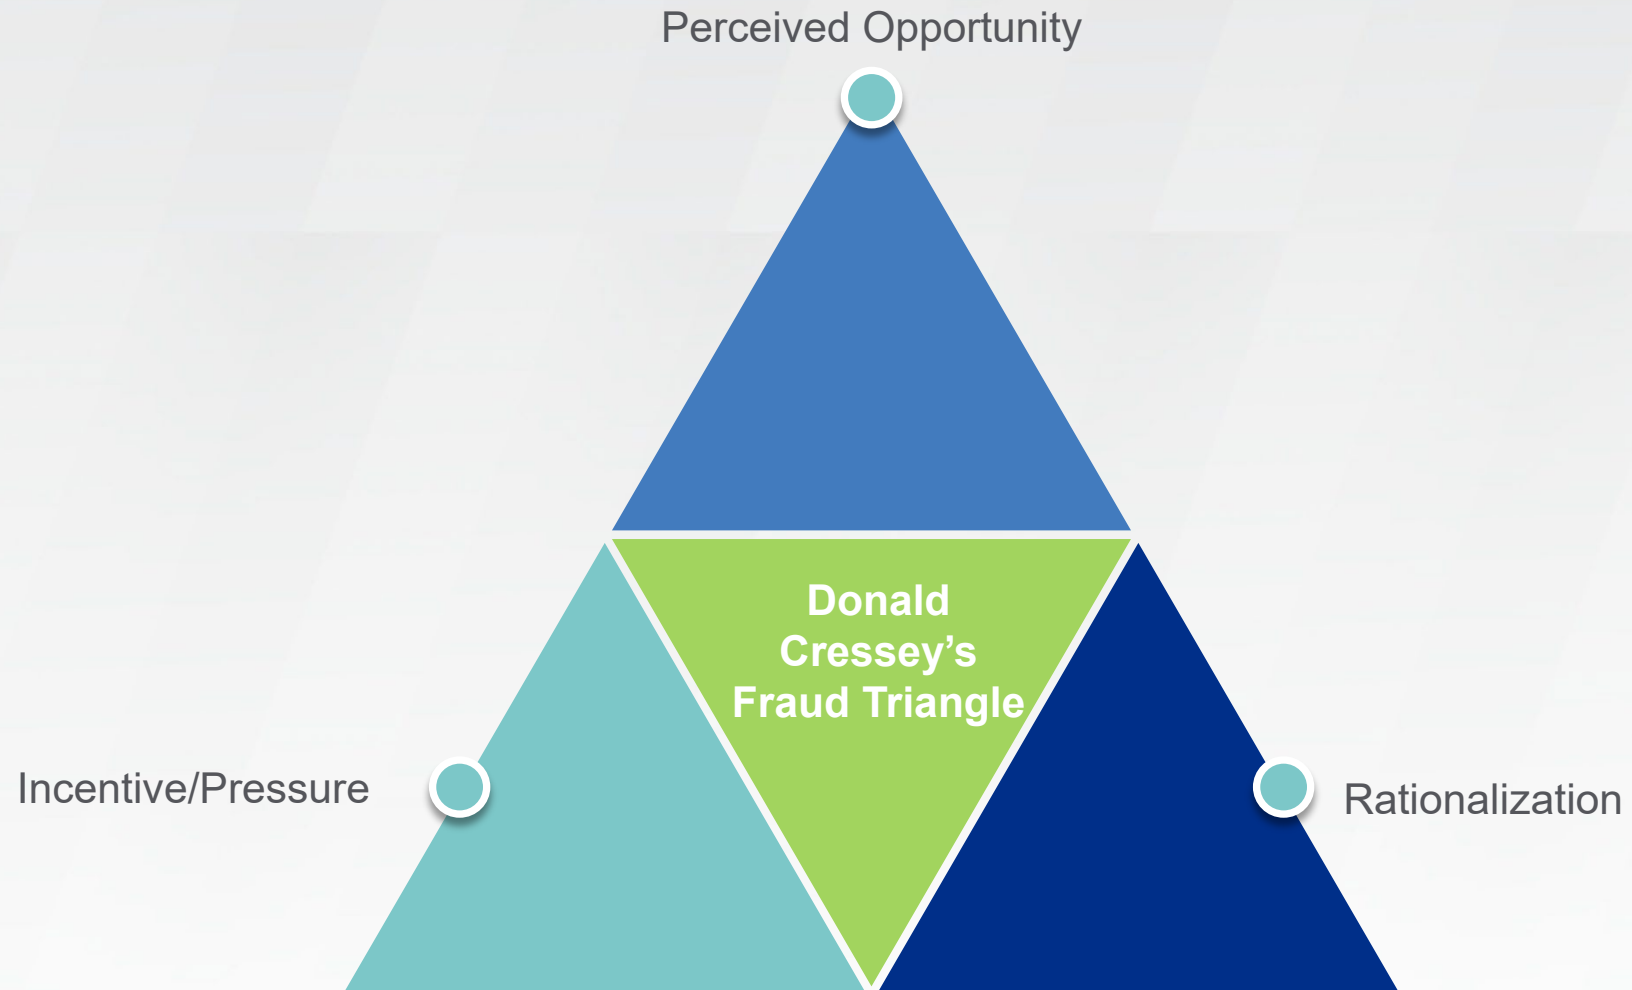 Perceived Opportunity
Donald
Cressey’s
Fraud Triangle
Incentive/Pressure
Rationalization